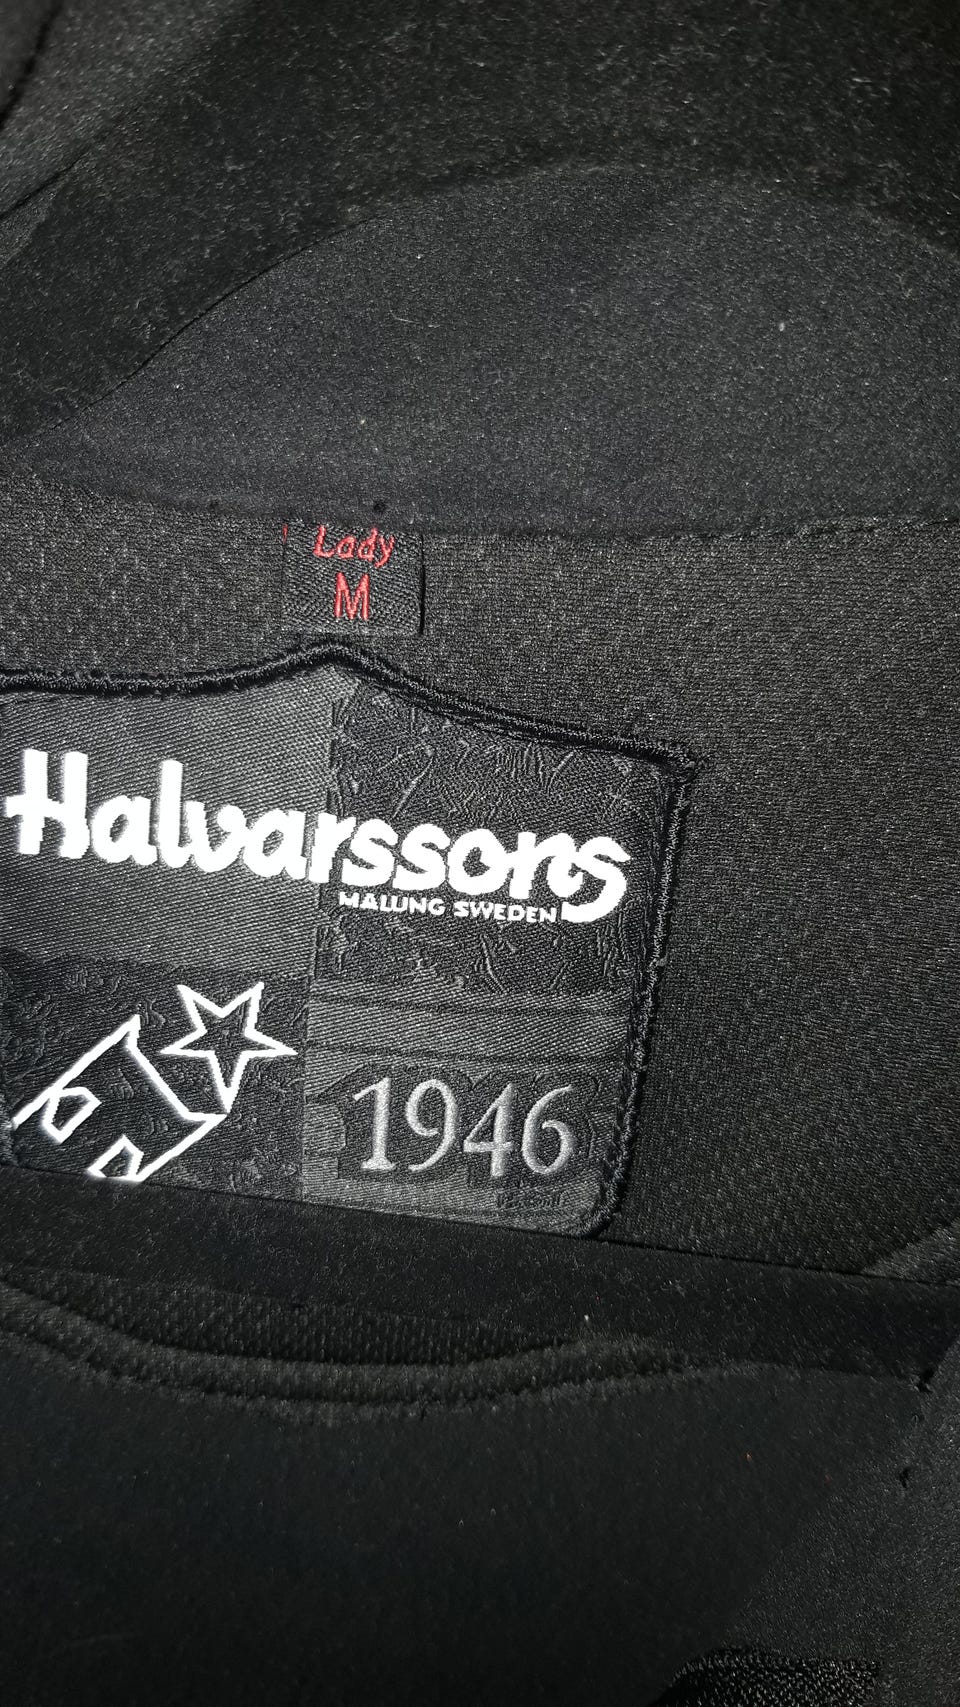 Lady
M
Halvarssons
MALUNG SWEDEN
1946